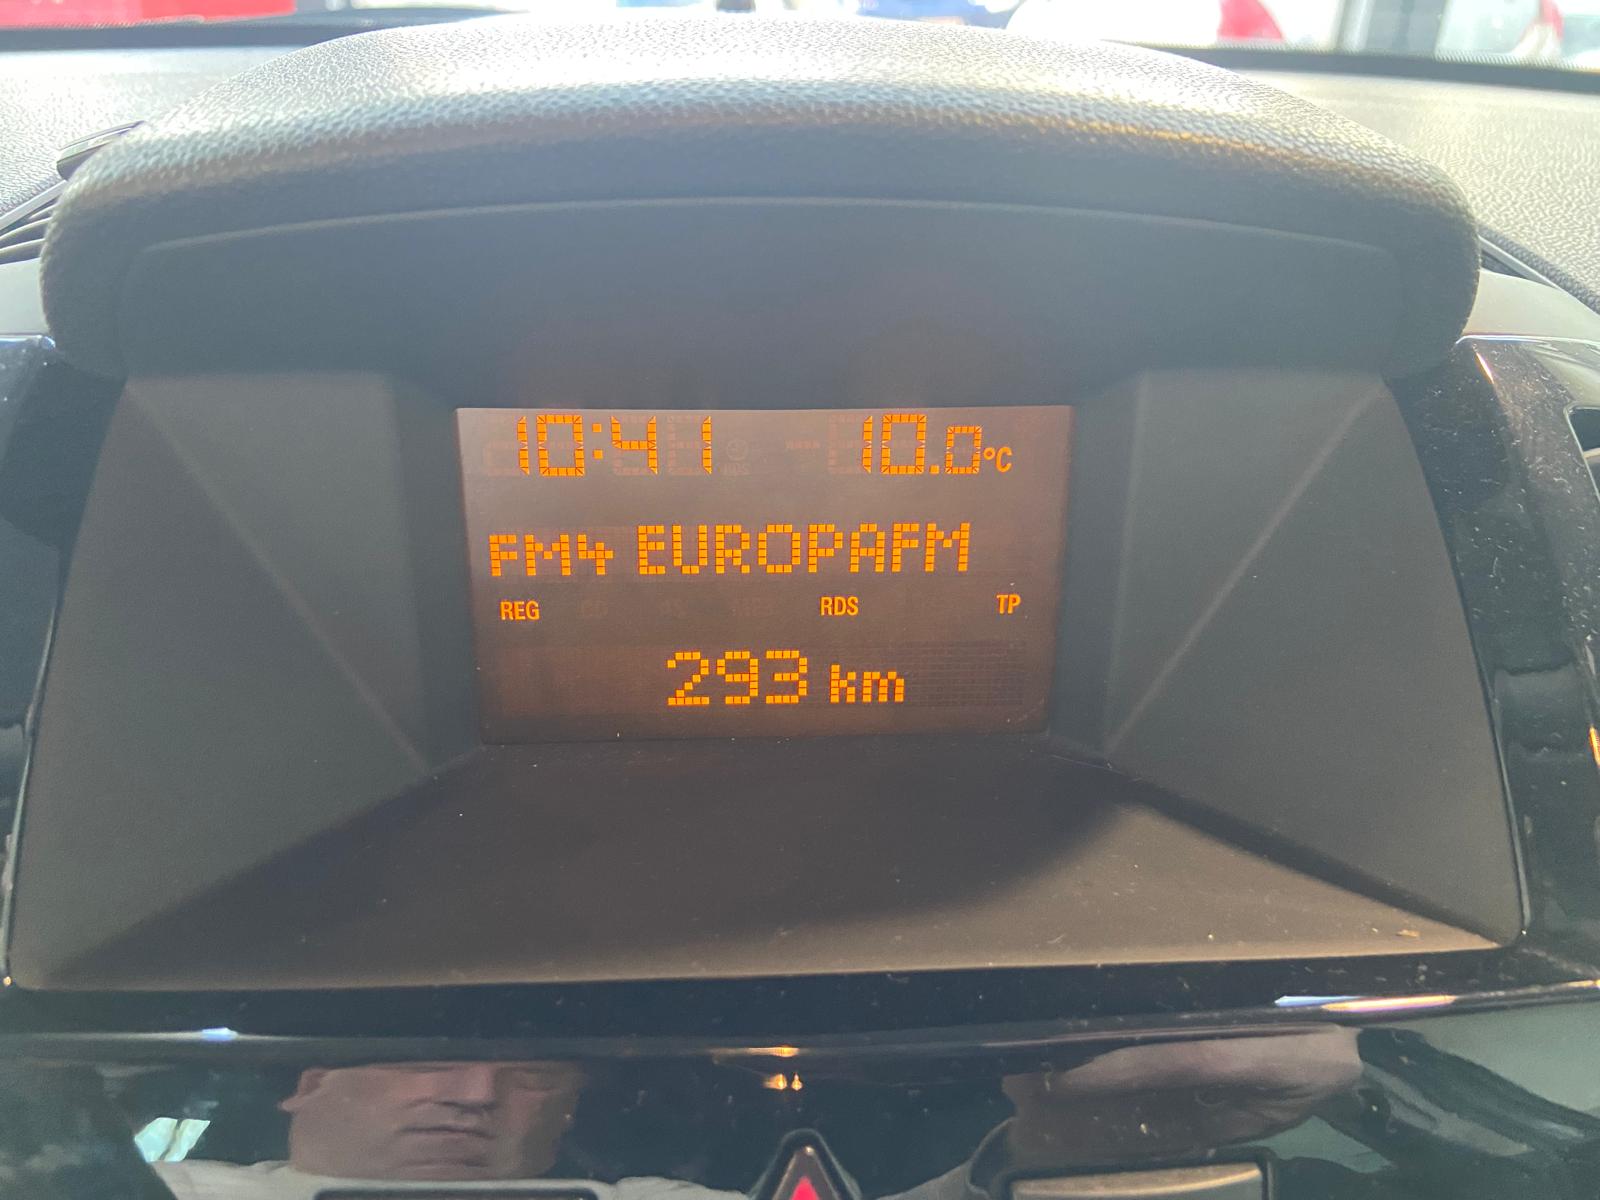 10:41 10.0°C
FM4 EUROPAFM
REG RDS TP
293 km